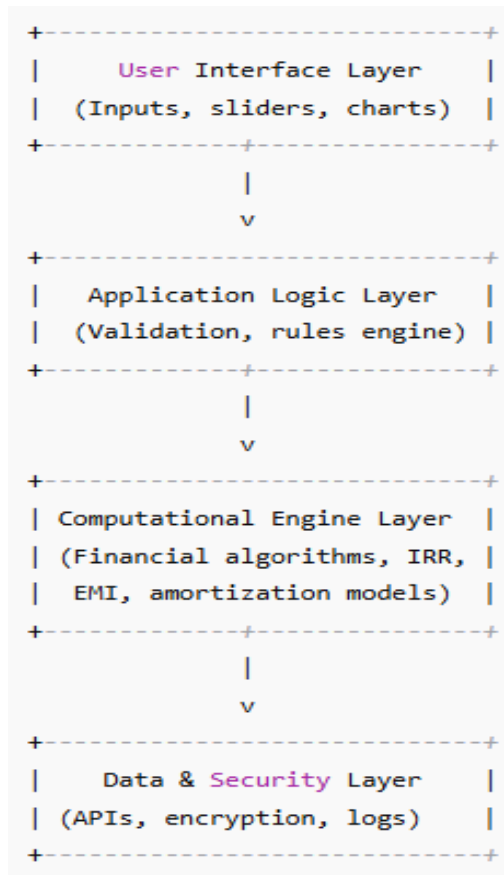 +------------------------------+
|      User Interface Layer      |
|   (Inputs, sliders, charts)   |
+-------------+----------------+
|
v
+------------------------------+
|    Application Logic Layer    |
|   (Validation, rules engine) |
+-------------+----------------+
|
v
+------------------------------+
|  Computational Engine Layer   |
|  (Financial algorithms, IRR,  |
|   EMI, amortization models)   |
+-------------+----------------+
|
v
+------------------------------+
|     Data & Security Layer     |
|  (APIs, encryption, logs)     |
+------------------------------+